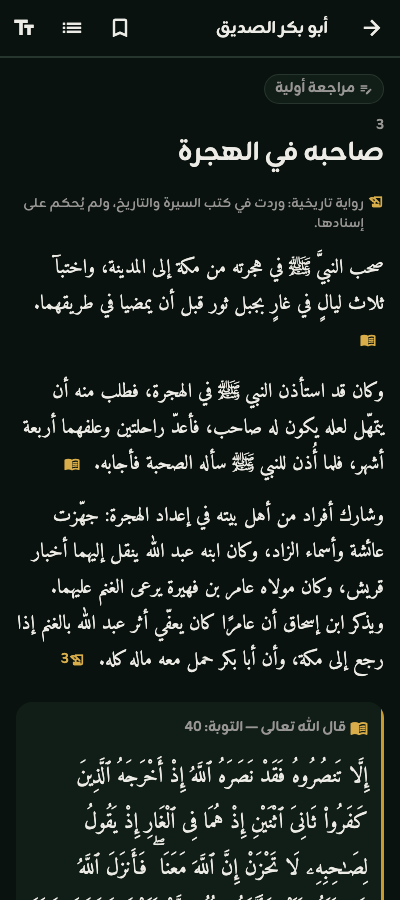 أبو بكر الصديق
مراجعة أولية
3
صاحبه في الهجرة
رواية تاريخية: وردت في كتب السيرة والتاريخ، ولم يُحكم على
إسنادها.
صحب النبيَّ ﷺ في هجرته من مكة إلى المدينة، واختبآ
ثلاث ليالٍ في غارٍ بجبل ثور قبل أن يمضيا في طريقهما.
وكان قد استأذن النبي ﷺ في الهجرة، فطلب منه أن
يتمهّل لعله يكون له صاحب، فأعدّ راحلتين وعلفهما أربعة
أشهر، فلما أُذن للنبي ﷺ سأله الصحبة فأجابه.
وشارك أفراد من أهل بيته في إعداد الهجرة: جهّزت
عائشة وأسماء الزاد، وكان ابنه عبد الله ينقل إليهما أخبار
قريش، وكان مولاه عامر بن فهيرة يرعى الغنم عليهما.
ويذكر ابن إسحاق أن عامرًا كان يعفّي أثر عبد الله بالغنم إذا
رجع إلى مكة، وأن أبا بكر حمل معه ماله كله. 3
قال الله تعالى — التوبة: 40
إِلَّا تَنصُرُوهُ فَقَدْ نَصَرَهُ ٱللَّهُ إِذْ أَخْرَجَهُ ٱلَّذِينَ
كَفَرُوا۟ ثَانِىَ ٱثْنَيْنِ إِذْ هُمَا فِى ٱلْغَارِ إِذْ يَقُولُ
لِصَـٰحِبِهِۦ لَا تَحْزَنْ إِنَّ ٱللَّهَ مَعَنَا ۖ فَأَنزَلَ ٱللَّهُ